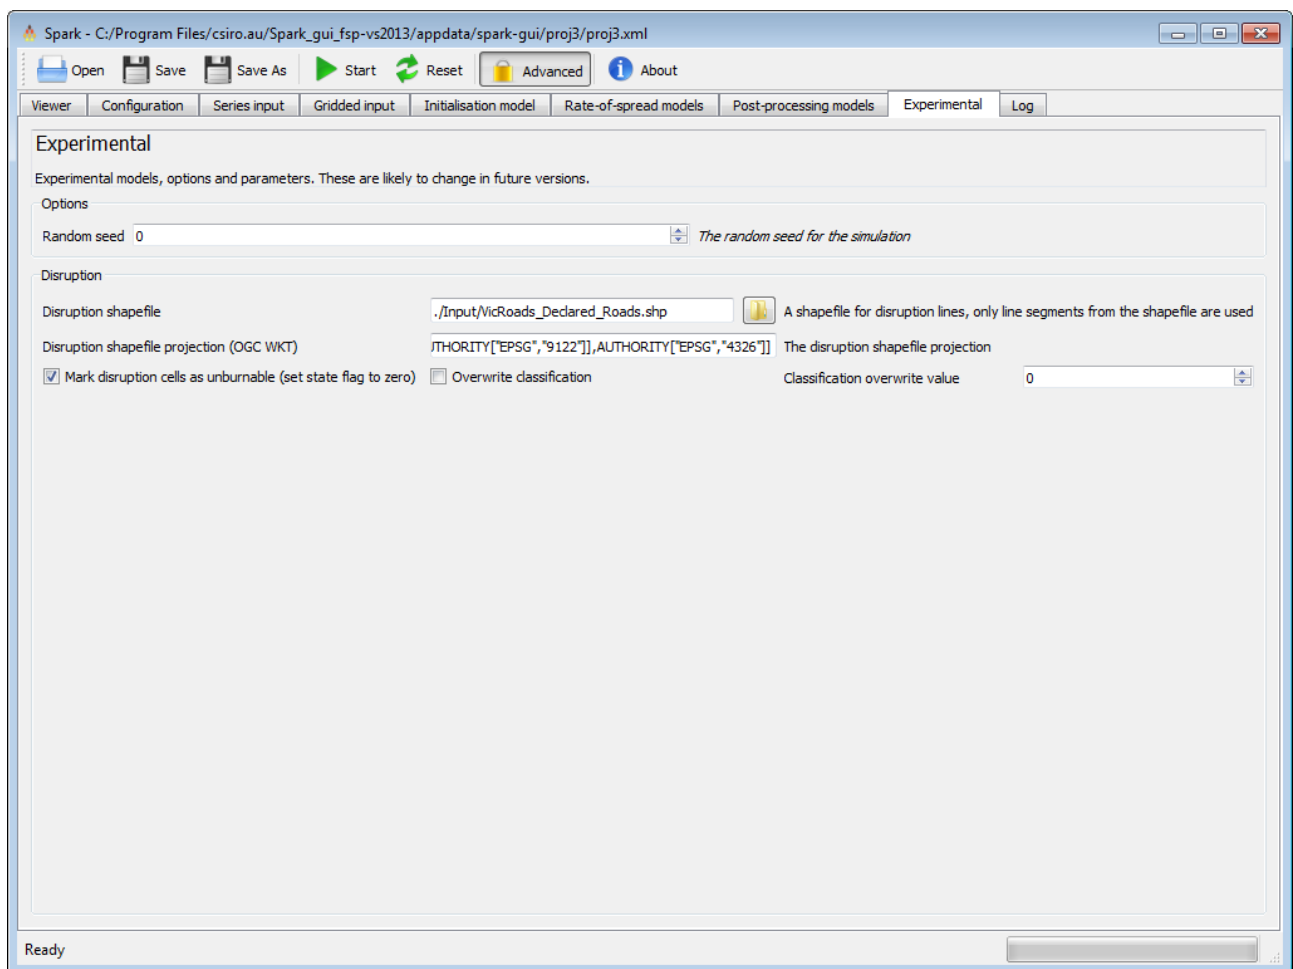 Spark - C:/Program Files/csiro.au/Spark_gui_fsp-vs2013/appdata/spark-gui/proj3/proj3.xml
Open Save Save As Start Reset Advanced About
Viewer Configuration Series input Gridded input Initialisation model Rate-of-spread models Post-processing models Experimental Log
Experimental
Experimental models, options and parameters. These are likely to change in future versions.
Options
Random seed 0 The random seed for the simulation
Disruption
Disruption shapefile ./Input/VicRoads_Declared_Roads.shp A shapefile for disruption lines, only line segments from the shapefile are used
Disruption shapefile projection (OGC WKT) UTHORITY["EPSG","9122"]],AUTHORITY["EPSG","4326"]] The disruption shapefile projection
Mark disruption cells as unburnable (set state flag to zero) Overwrite classification Classification overwrite value 0
Ready